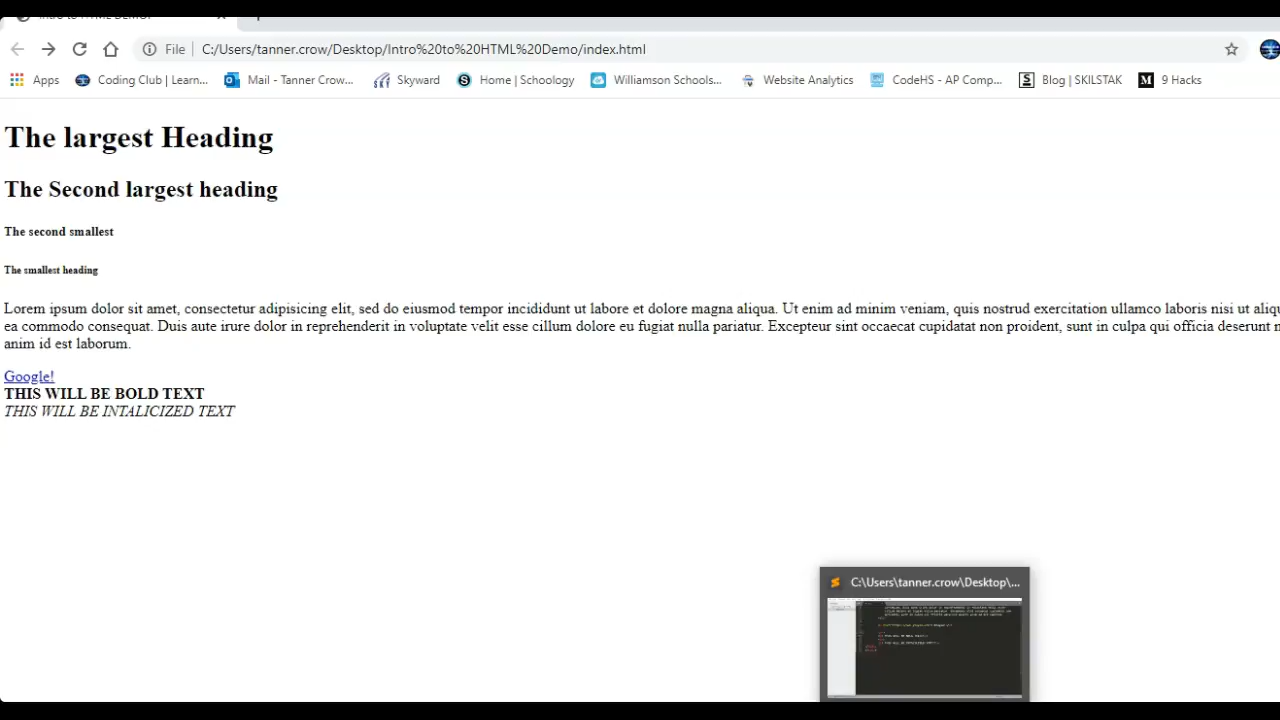 Intro to HTML DEMO!
File
C:/Users/tanner.crow/Desktop/Intro%20to%20HTML%20Demo/index.html
Apps
Coding Club | Learn...
Mail - Tanner Crow...
Skyward
Home | Schoology
Williamson Schools...
Website Analytics
CodeHS - AP Comp...
Blog | SKILSTAK
9 Hacks
The largest Heading
The Second largest heading
The second smallest
The smallest heading
Lorem ipsum dolor sit amet, consectetur adipisicing elit, sed do eiusmod tempor incididunt ut labore et dolore magna aliqua. Ut enim ad minim veniam, quis nostrud exercitation ullamco laboris nisi ut aliqu
ea commodo consequat. Duis aute irure dolor in reprehenderit in voluptate velit esse cillum dolore eu fugiat nulla pariatur. Excepteur sint occaecat cupidatat non proident, sunt in culpa qui officia deserunt
anim id est laborum.
Google!
THIS WILL BE BOLD TEXT
THIS WILL BE INTALICIZED TEXT
C:\Users\tanner.crow\Desktop\...